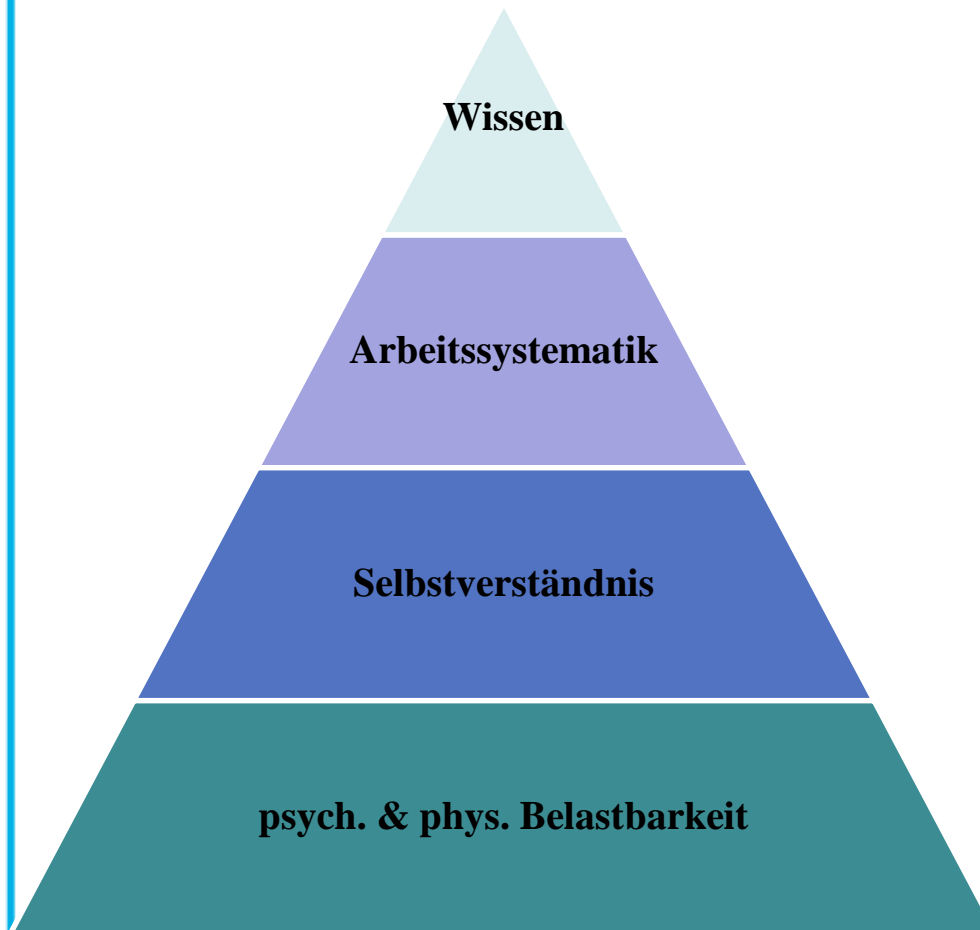 Wissen
Arbeitssystematik
Selbstverständnis
psych. & phys. Belastbarkeit